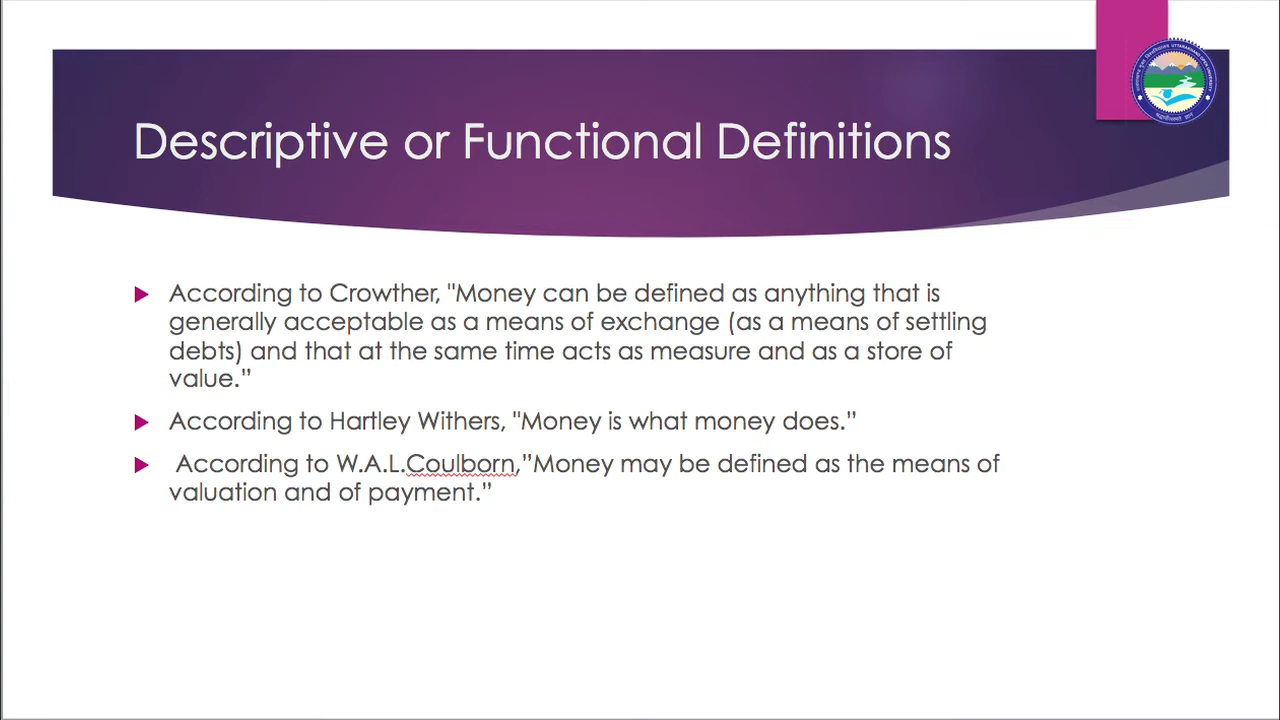 Descriptive or Functional Definitions
UTTARAKHAND OPEN UNIVERSITY
According to Crowther, "Money can be defined as anything that is
generally acceptable as a means of exchange (as a means of settling
debts) and that at the same time acts as measure and as a store of
value.”
According to Hartley Withers, "Money is what money does.”
According to W.A.L.Coulborn,”Money may be defined as the means of
valuation and of payment.”